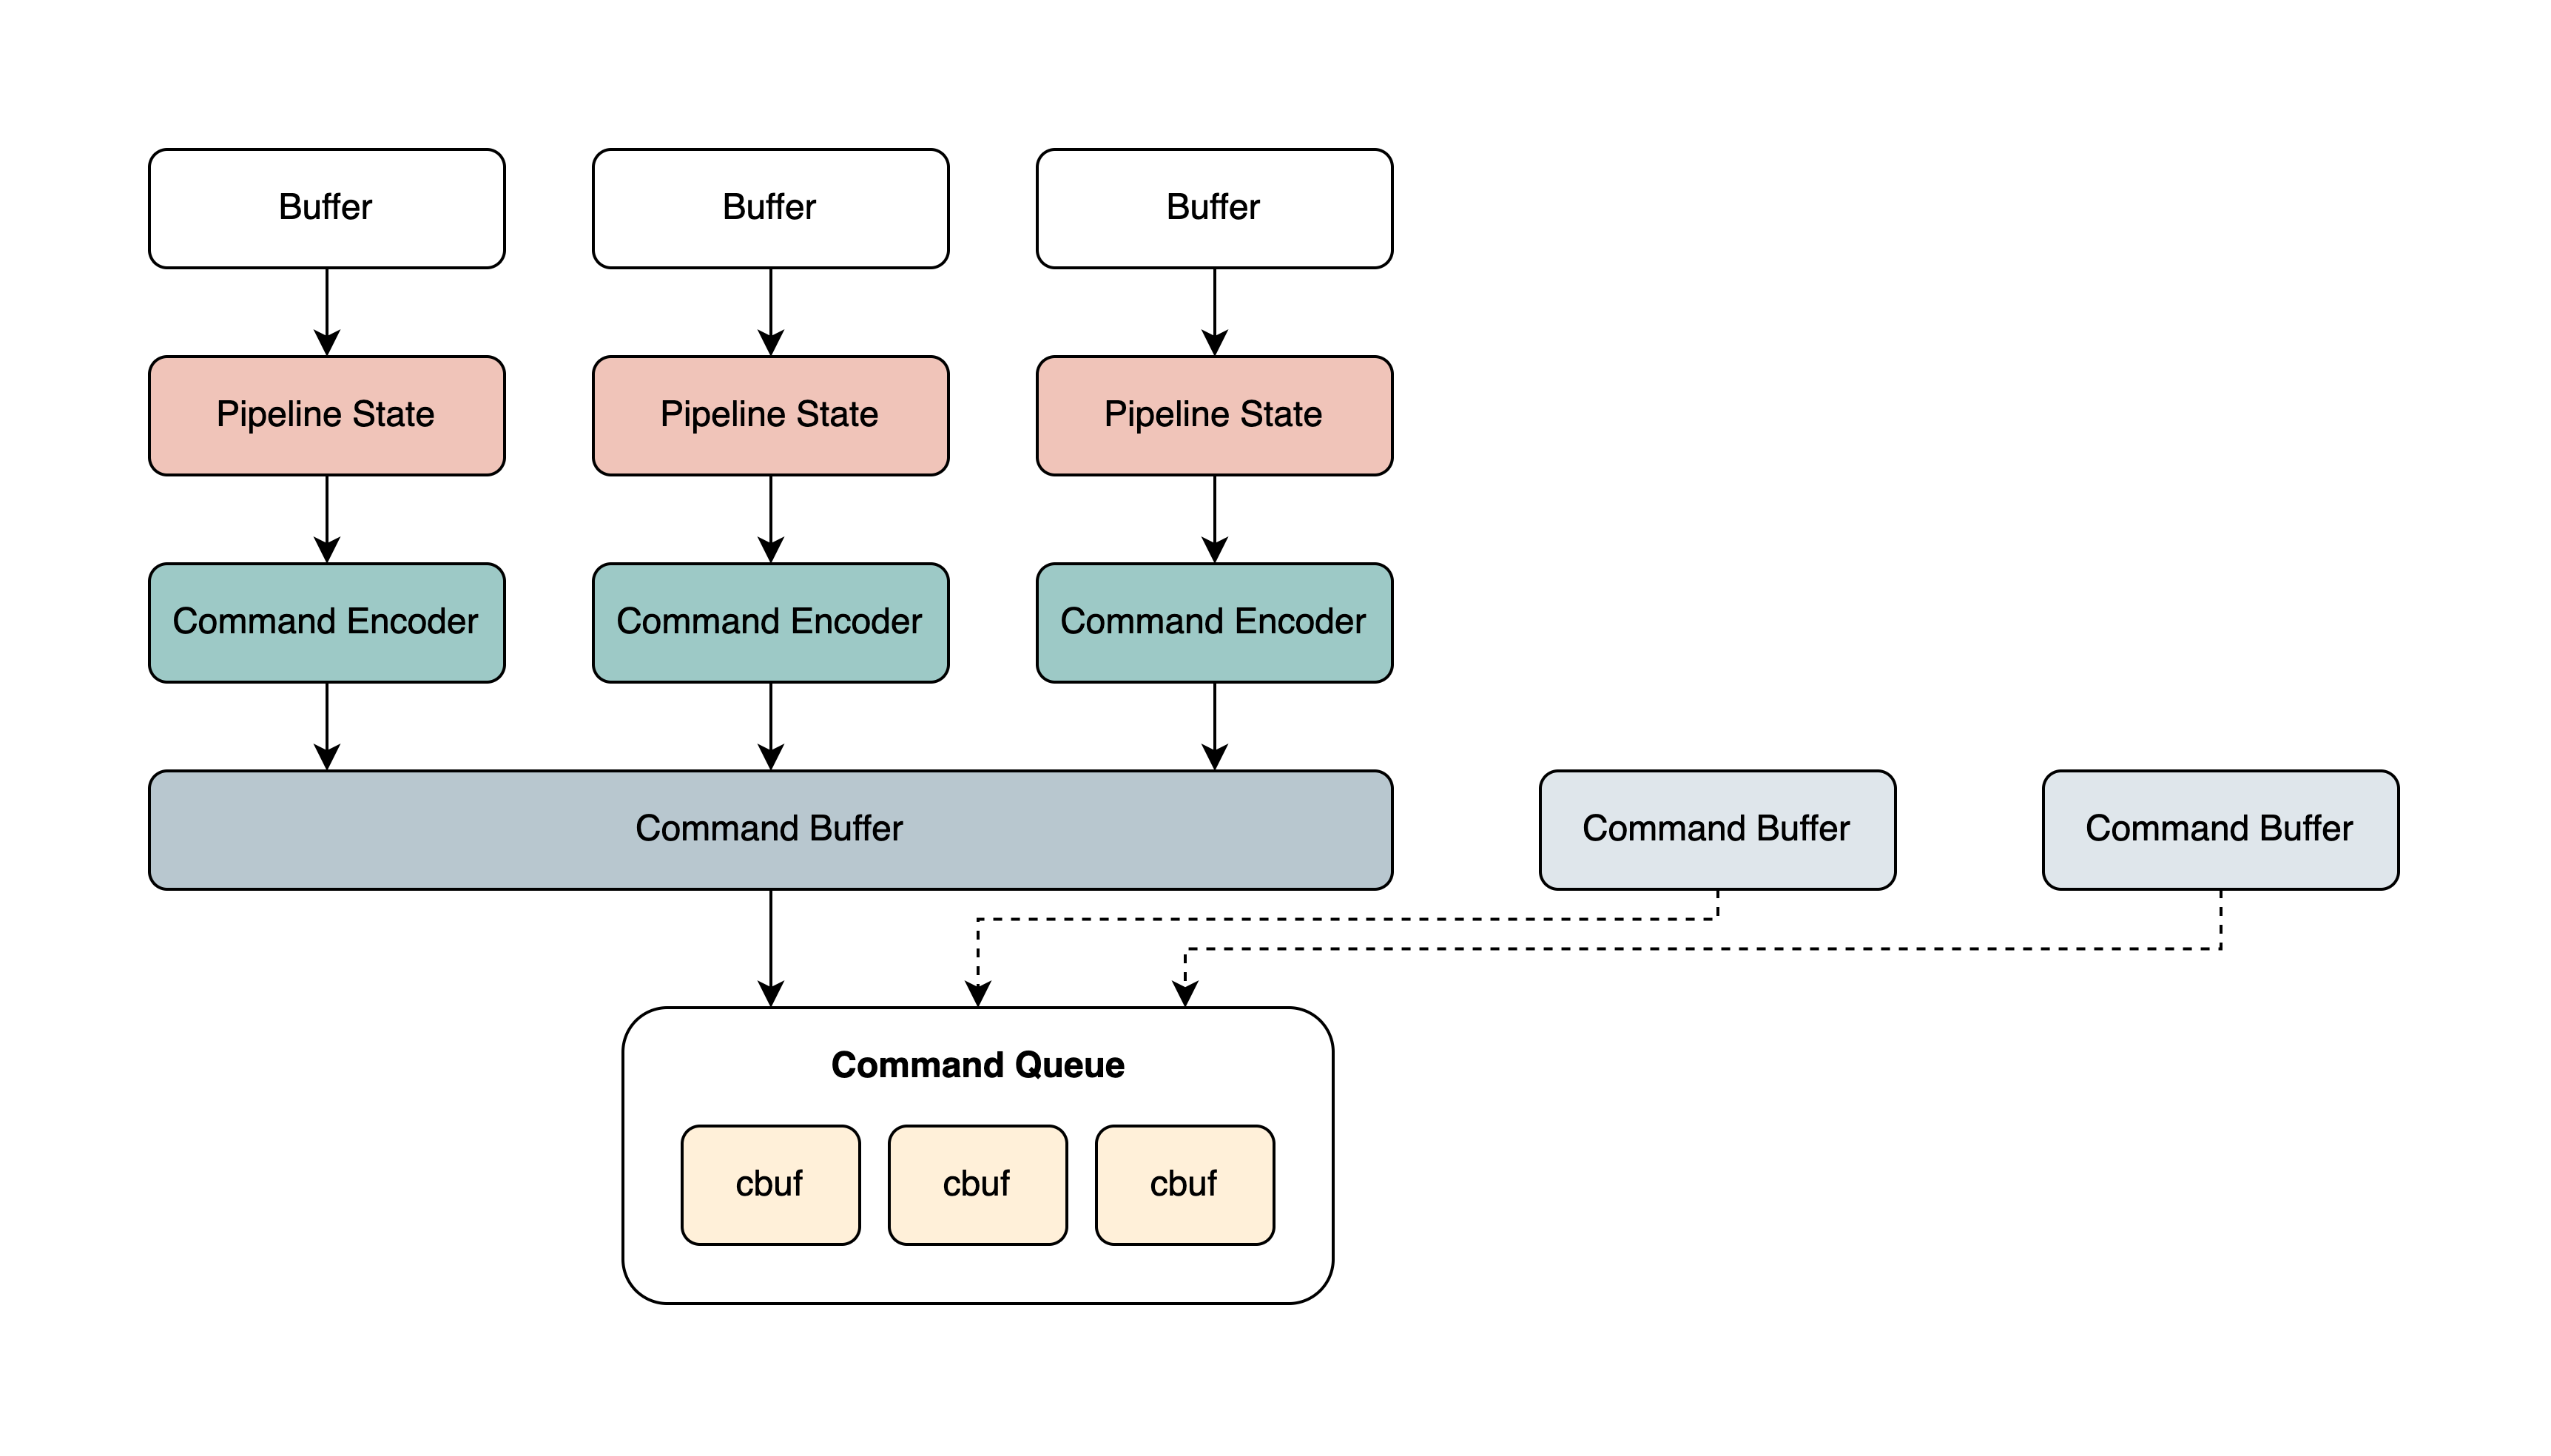 Buffer
Buffer
Buffer
Pipeline State
Pipeline State
Pipeline State
Command Encoder
Command Encoder
Command Encoder
Command Buffer
Command Buffer
Command Buffer
Command Queue
cbuf
cbuf
cbuf